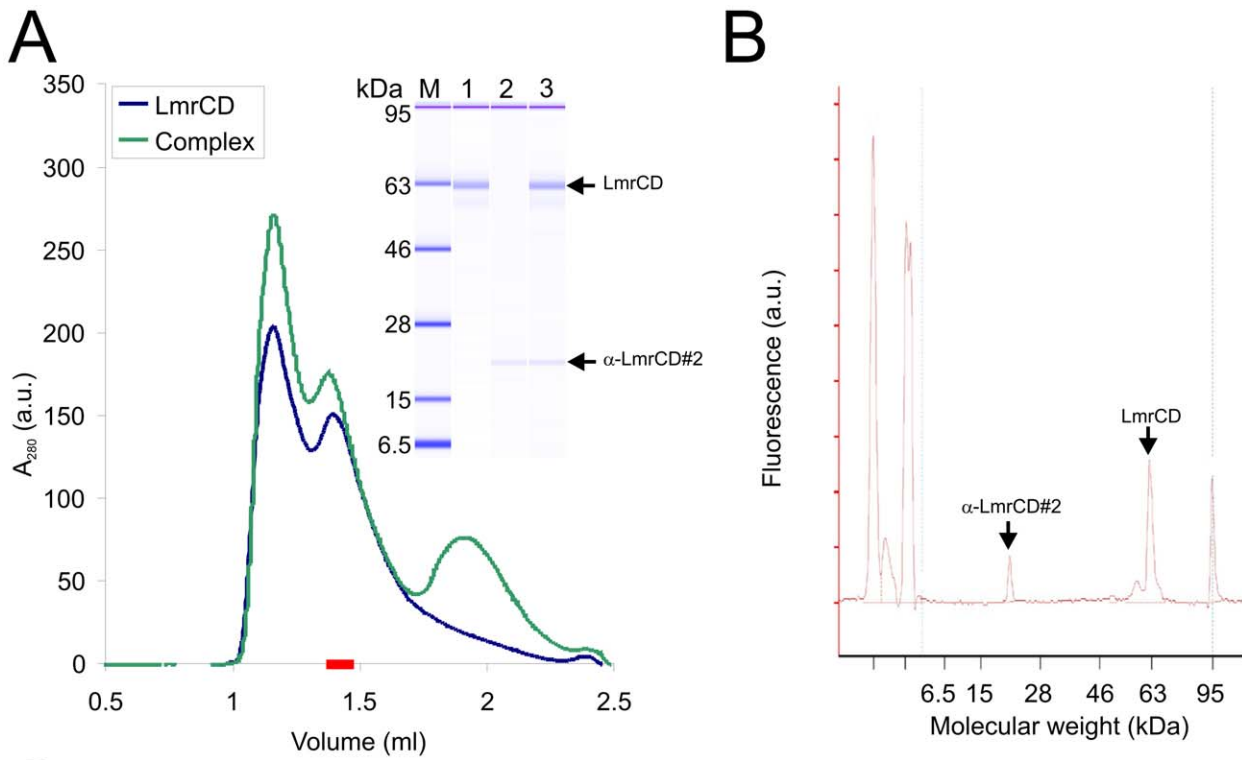 A
350
300
250
200
150
100
50
0
A280 (a.u.)
0.5 1 1.5 2 2.5
Volume (ml)
LmrCD
Complex
kDa M 1 2 3
95
63
46
28
15
6.5
LmrCD
α-LmrCD#2
B
Fluorescence (a.u.)
α-LmrCD#2
LmrCD
6.5 15 28 46 63 95
Molecular weight (kDa)